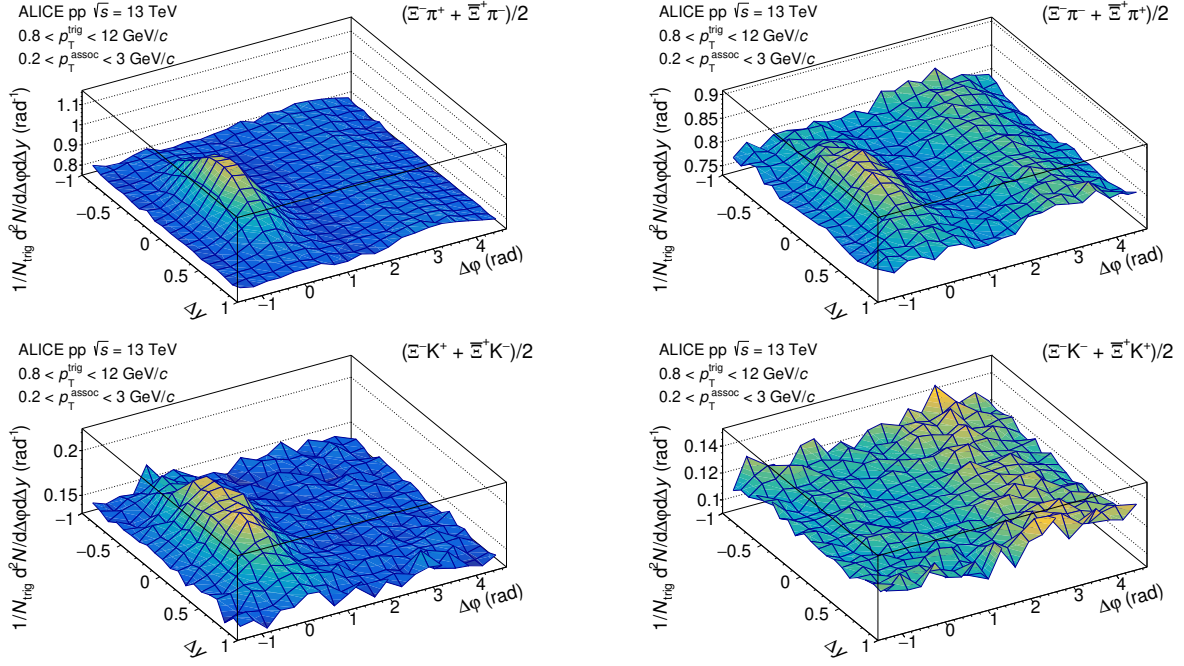 ALICE pp √s = 13 TeV
0.8 < p_T^trig < 12 GeV/c
0.2 < p_T^assoc < 3 GeV/c
(Ξ⁻π⁺ + Ξ̅⁺π⁻)/2
1/N_trig d²N/dΔφdΔy (rad⁻¹)
1.1
1
0.9
0.8
−1
−0.5
0
0.5
1
Δy
−1
0
1
2
3
4
Δφ (rad)
ALICE pp √s = 13 TeV
0.8 < p_T^trig < 12 GeV/c
0.2 < p_T^assoc < 3 GeV/c
(Ξ⁻π⁻ + Ξ̅⁺π⁺)/2
1/N_trig d²N/dΔφdΔy (rad⁻¹)
0.9
0.85
0.8
0.75
−1
−0.5
0
0.5
1
Δy
−1
0
1
2
3
4
Δφ (rad)
ALICE pp √s = 13 TeV
0.8 < p_T^trig < 12 GeV/c
0.2 < p_T^assoc < 3 GeV/c
(Ξ⁻K⁺ + Ξ̅⁺K⁻)/2
1/N_trig d²N/dΔφdΔy (rad⁻¹)
0.2
0.15
−1
−0.5
0
0.5
1
Δy
−1
0
1
2
3
4
Δφ (rad)
ALICE pp √s = 13 TeV
0.8 < p_T^trig < 12 GeV/c
0.2 < p_T^assoc < 3 GeV/c
(Ξ⁻K⁻ + Ξ̅⁺K⁺)/2
1/N_trig d²N/dΔφdΔy (rad⁻¹)
0.14
0.12
0.1
−1
−0.5
0
0.5
1
Δy
−1
0
1
2
3
4
Δφ (rad)